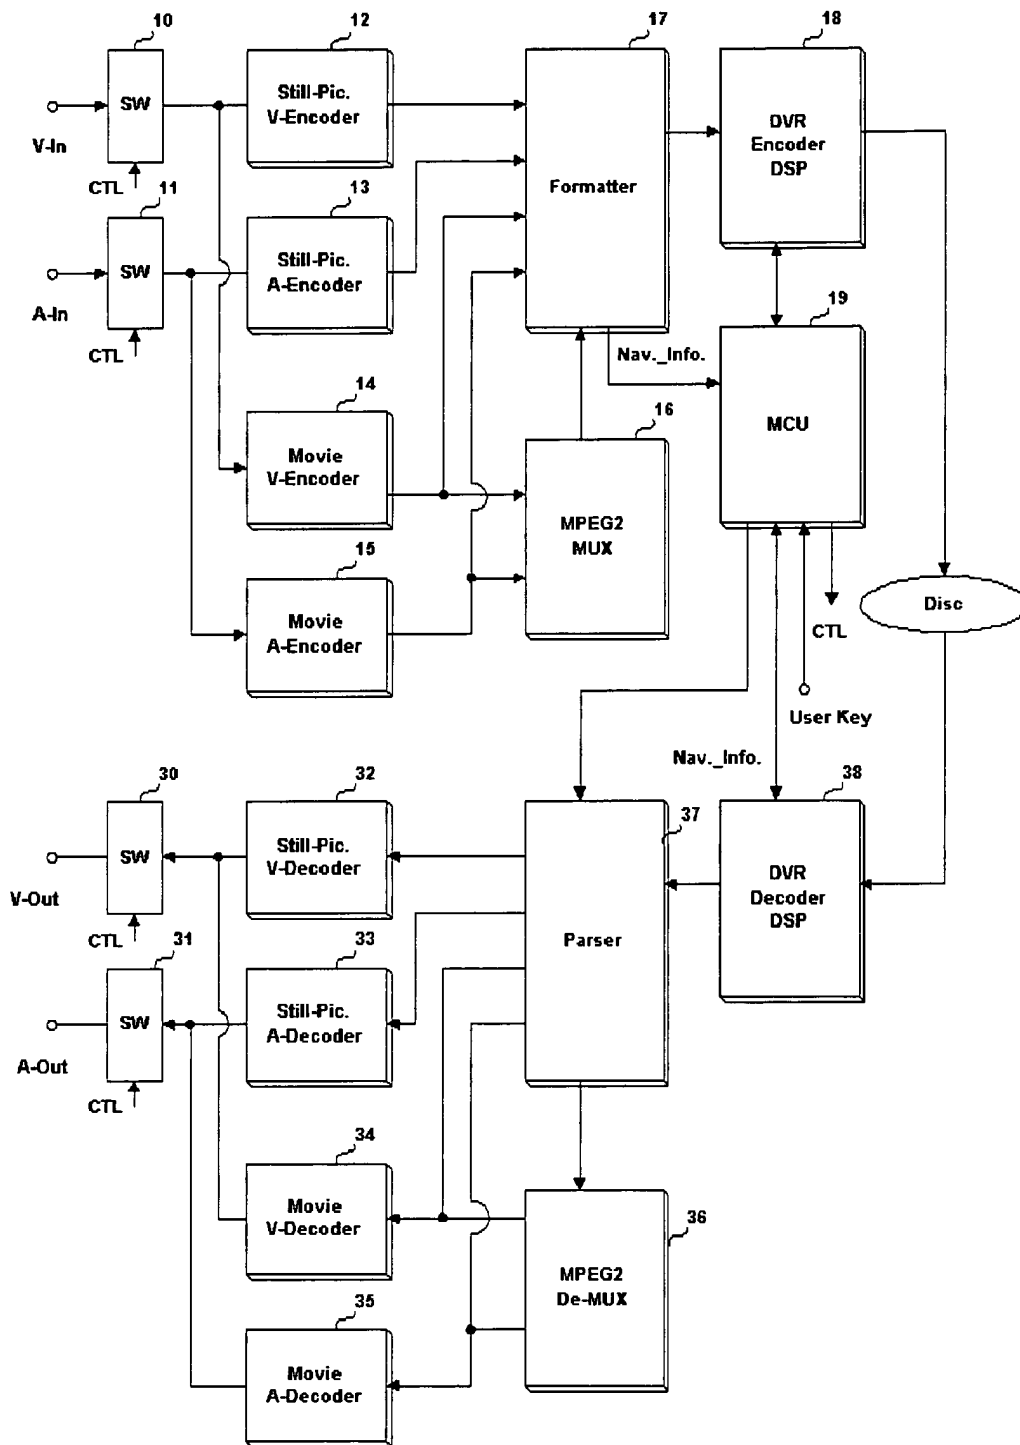 10
12
17
18
SW
Still-Pic.
V-Encoder
V-In
CTL
11
13
SW
Still-Pic.
A-Encoder
A-In
CTL
Formatter
DVR
Encoder
DSP
19
Nav._Info.
MCU
14
Movie
V-Encoder
16
MPEG2
MUX
15
Movie
A-Encoder
Disc
CTL
User Key
Nav._Info.
30
32
37
38
SW
Still-Pic.
V-Decoder
V-Out
CTL
31
33
SW
Still-Pic.
A-Decoder
A-Out
CTL
Parser
DVR
Decoder
DSP
34
Movie
V-Decoder
36
MPEG2
De-MUX
35
Movie
A-Decoder